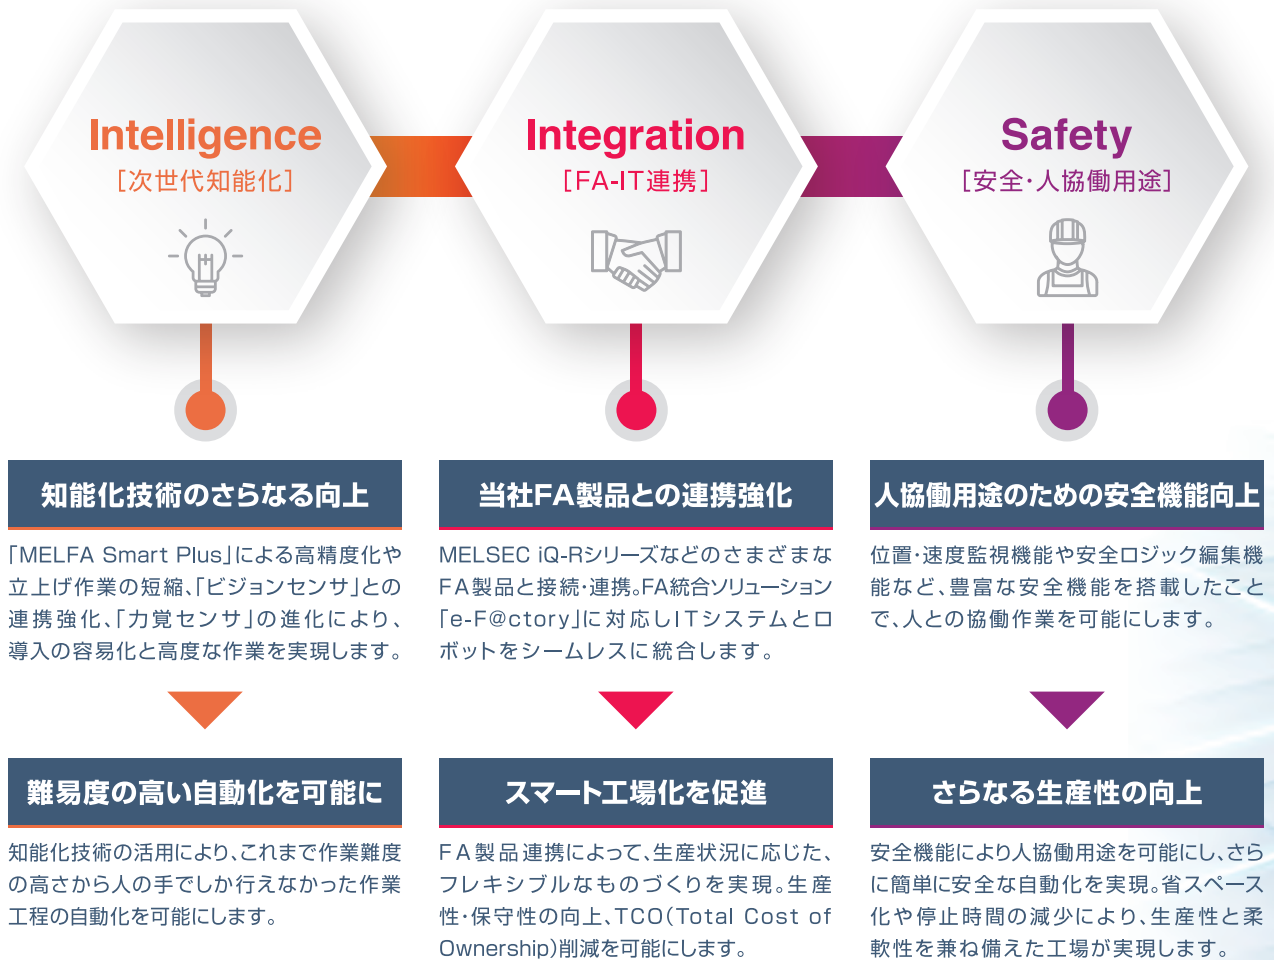 Intelligence
[次世代知能化]
Integration
[FA-IT連携]
Safety
[安全・人協働用途]
知能化技術のさらなる向上
「MELFA Smart Plus」による高精度化や
立上げ作業の短縮、「ビジョンセンサ」との
連携強化、「力覚センサ」の進化により、
導入の容易化と高度な作業を実現します。
難易度の高い自動化を可能に
知能化技術の活用により、これまで作業難度
の高さから人の手でしか行えなかった作業
工程の自動化を可能にします。
当社FA製品との連携強化
MELSEC iQ-Rシリーズなどのさまざまな
FA製品と接続・連携。FA統合ソリューション
「e-F@ctory」に対応しITシステムとロ
ボットをシームレスに統合します。
スマート工場化を促進
FA製品連携によって、生産状況に応じた、
フレキシブルなものづくりを実現。生産
性・保守性の向上、TCO(Total Cost of
Ownership)削減を可能にします。
人協働用途のための安全機能向上
位置・速度監視機能や安全ロジック編集機
能など、豊富な安全機能を搭載したこと
で、人との協働作業を可能にします。
さらなる生産性の向上
安全機能により人協働用途を可能にし、さら
に簡単に安全な自動化を実現。省スペース
化や停止時間の減少により、生産性と柔
軟性を兼ね備えた工場が実現します。